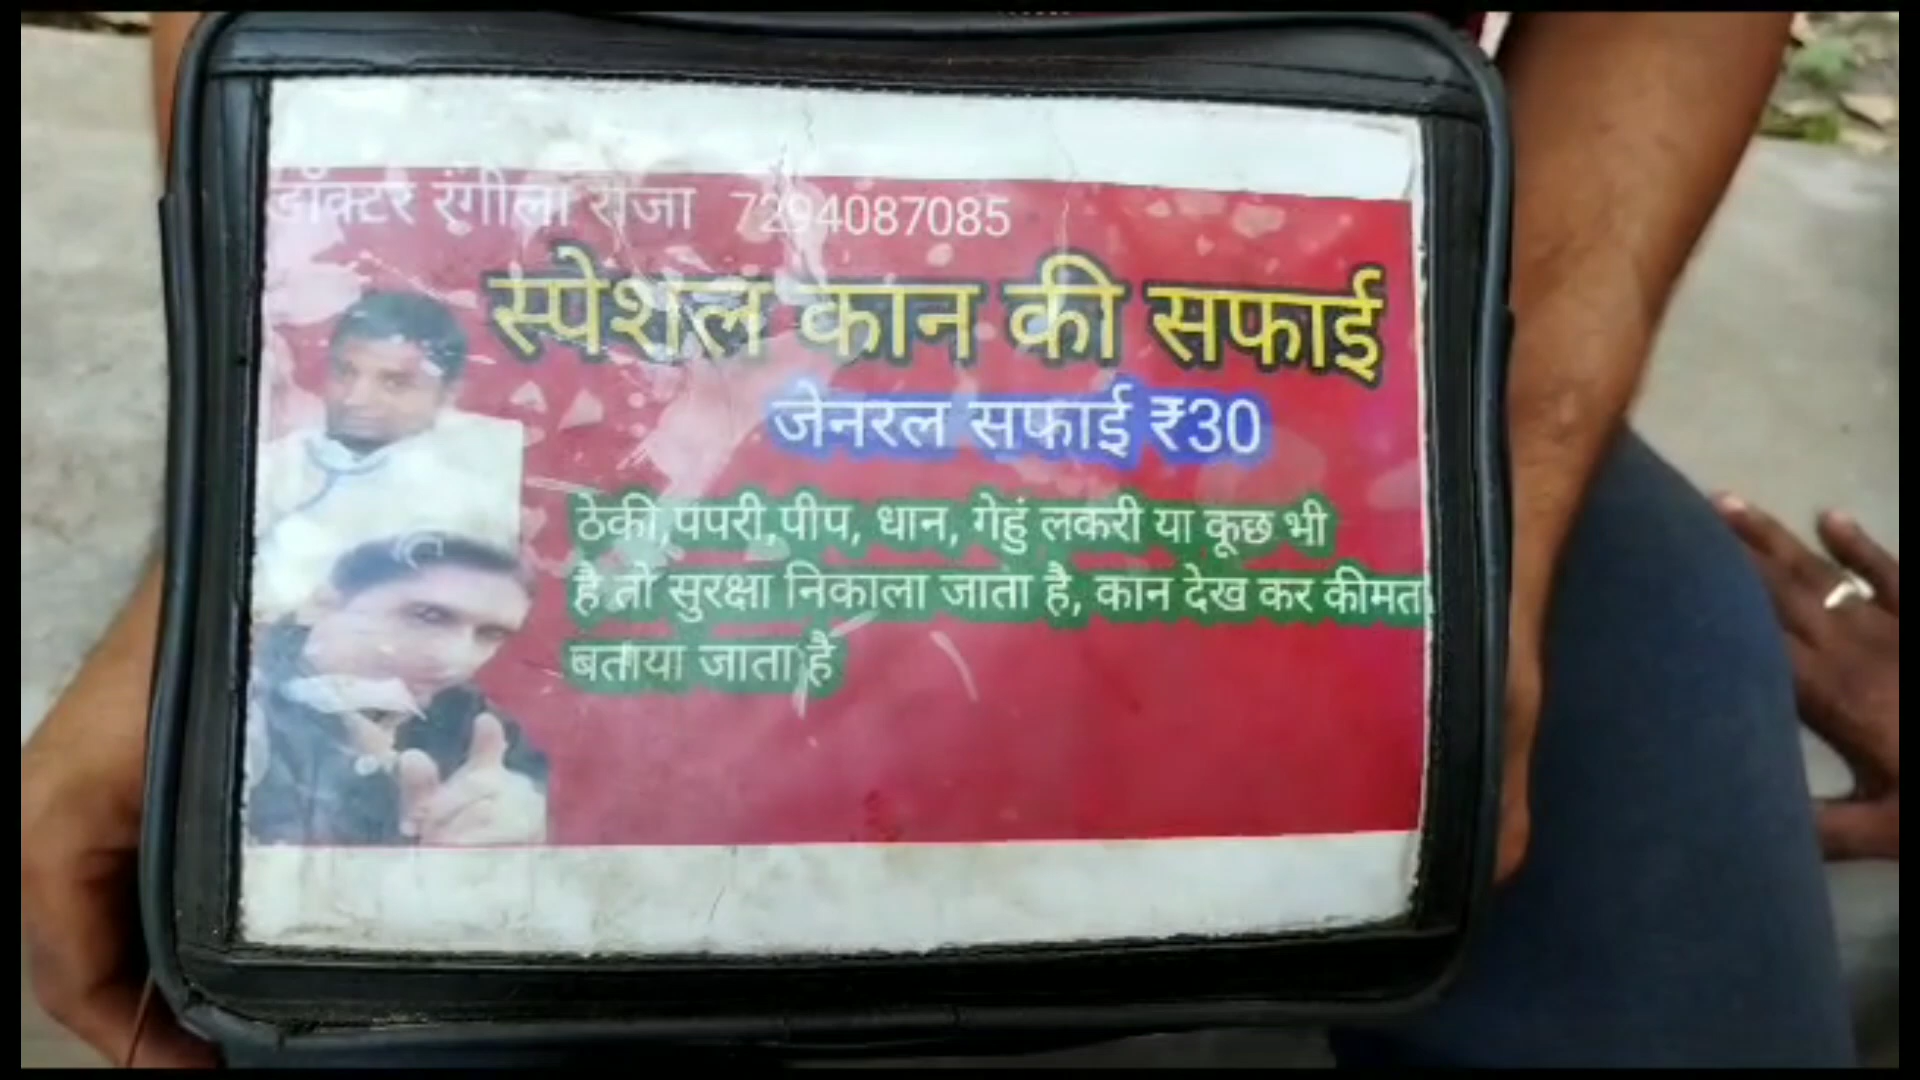 डॉक्टर रंगीला राजा 7294087085
स्पेशल कान की सफाई
जेनरल सफाई ₹30
ठेकी,पपरी,पीप, धान, गेहुं लकरी या कूछ भी
है तो सुरक्षा निकाला जाता है, कान देख कर कीमत
बताया जाता है